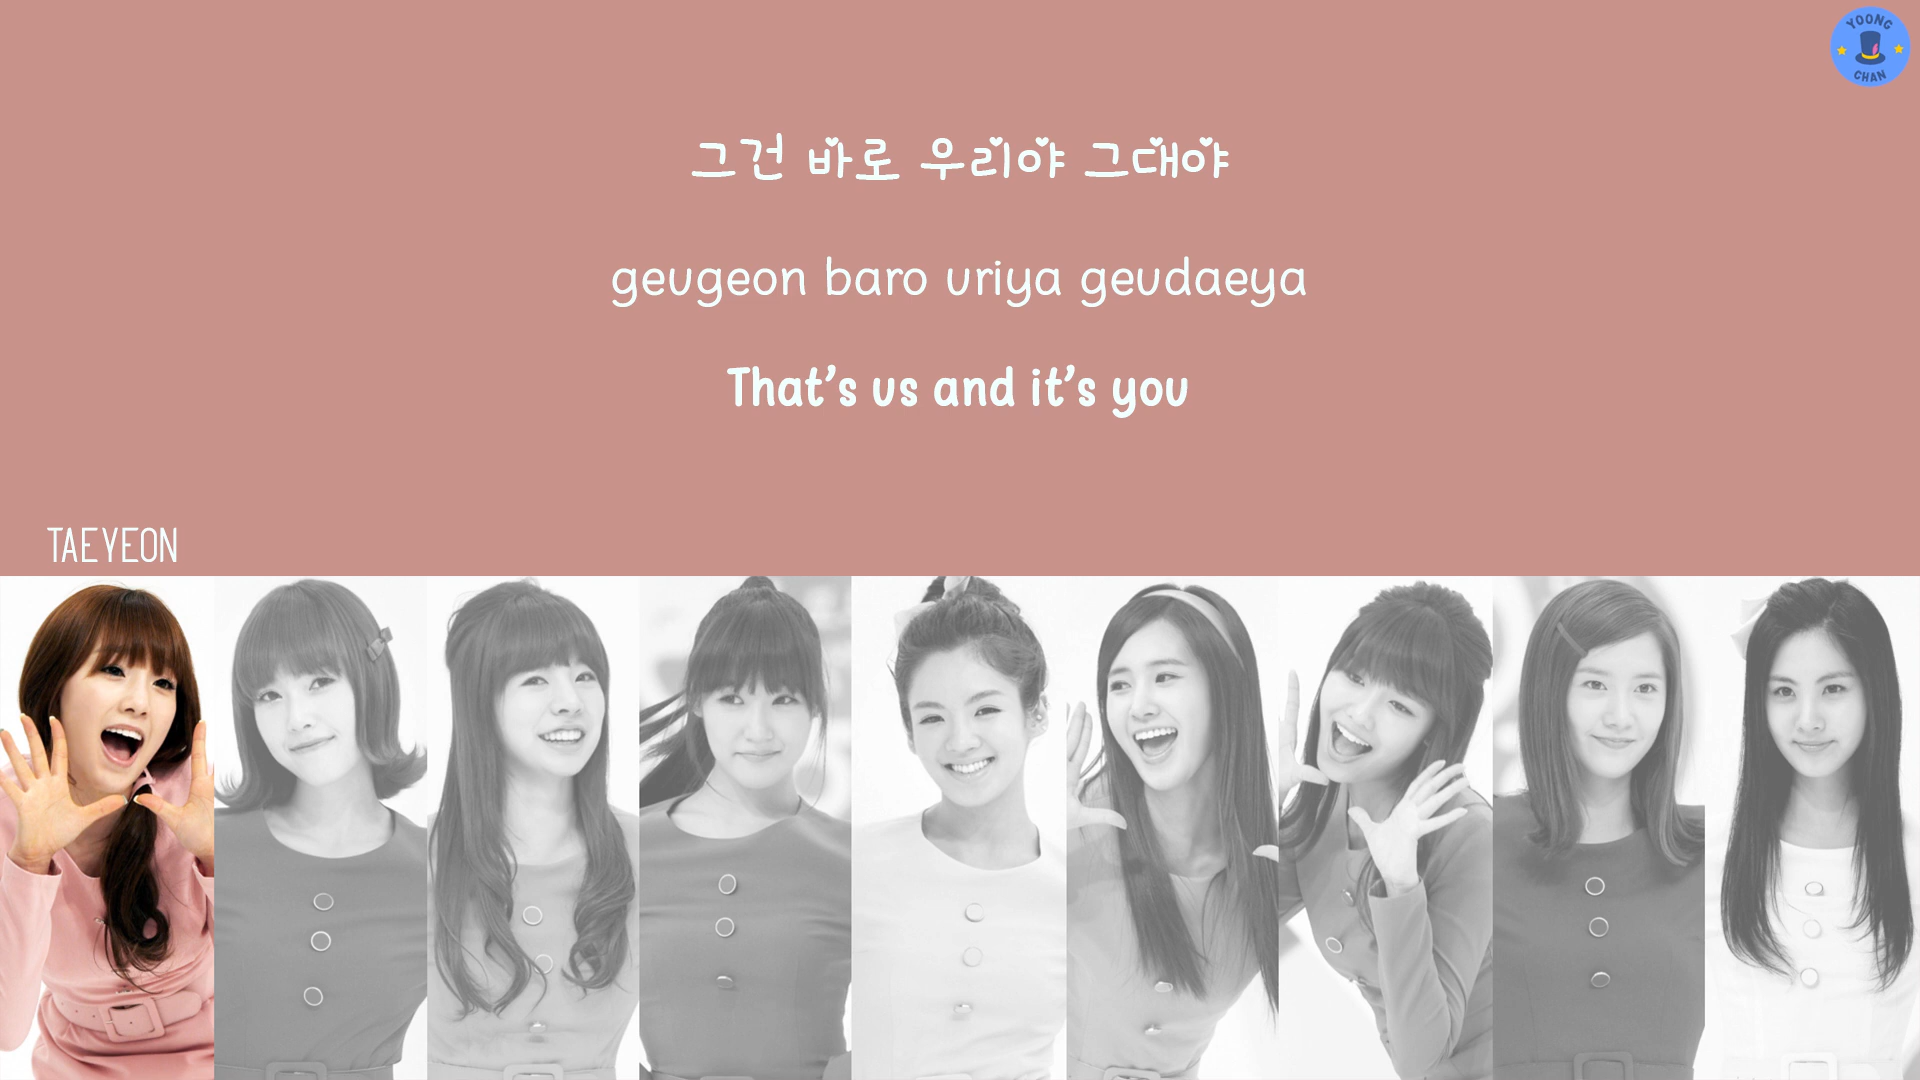 YOONG
CHAN
그건 바로 우리야 그대야
geugeon baro uriya geudaeya
That's us and it's you
TAEYEON